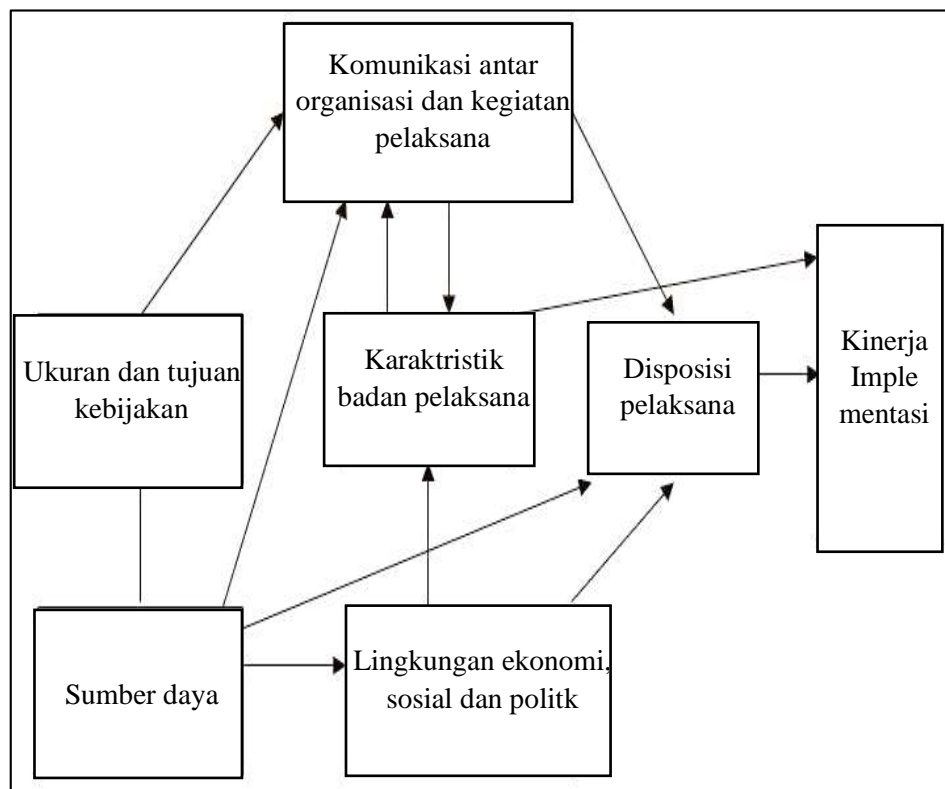 Komunikasi antar
organisasi dan kegiatan
pelaksana
Ukuran dan tujuan
kebijakan
Karaktristik
badan pelaksana
Disposisi
pelaksana
Kinerja
Imple
mentasi
Sumber daya
Lingkungan ekonomi,
sosial dan politk